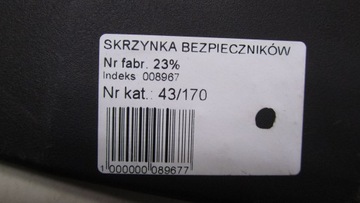 SKRZYNKA BEZPIECZNIKÓW
Nr fabr. 23%
Indeks 008967
Nr kat.: 43/170
1 000000 089677